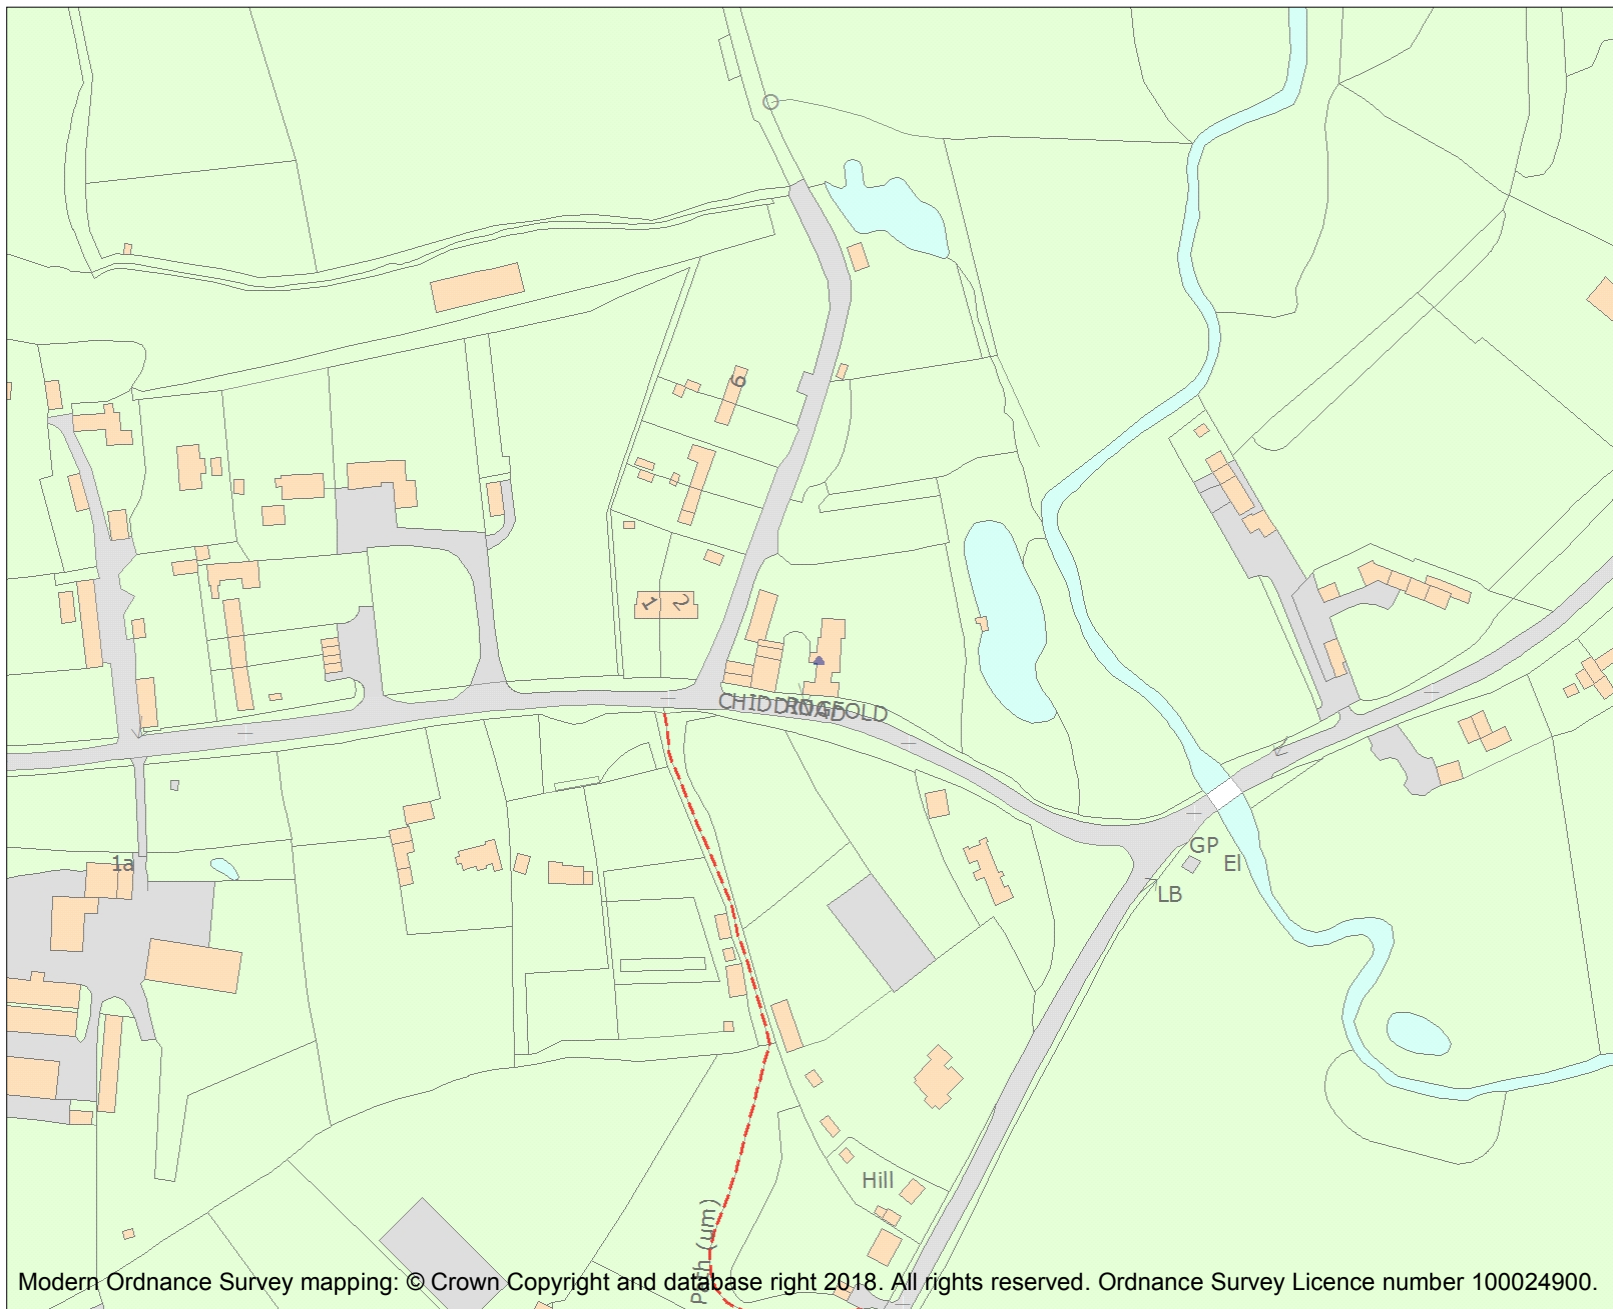 6
1
2
CHIDDINGFOLD
ROAD
1a
GP
El
LB
Hill
Path (um)
Modern Ordnance Survey mapping: © Crown Copyright and database right 2018. All rights reserved. Ordnance Survey Licence number 100024900.